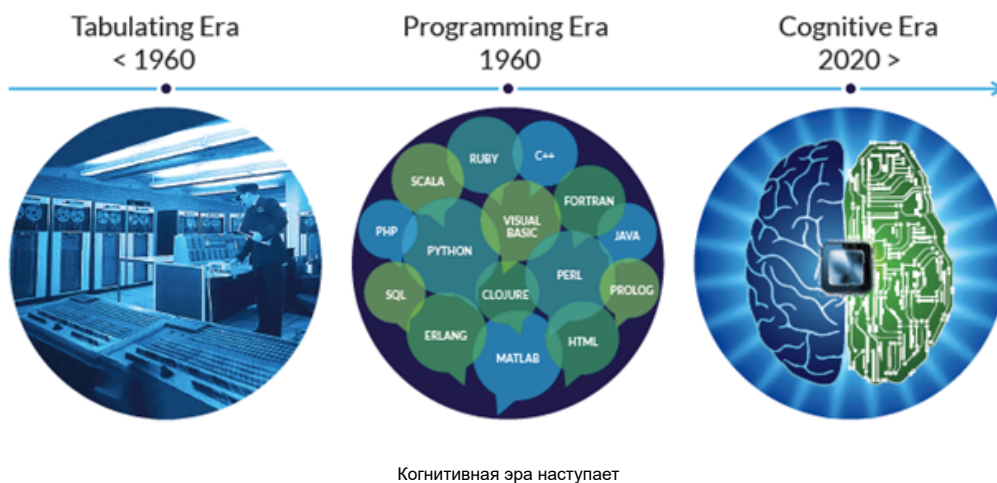 Tabulating Era
< 1960
Programming Era
1960
Cognitive Era
2020 >
RUBY
C++
SCALA
FORTRAN
VISUAL
BASIC
PHP
JAVA
PYTHON
PERL
SQL
CLOJURE
PROLOG
ERLANG
HTML
MATLAB
Когнитивная эра наступает